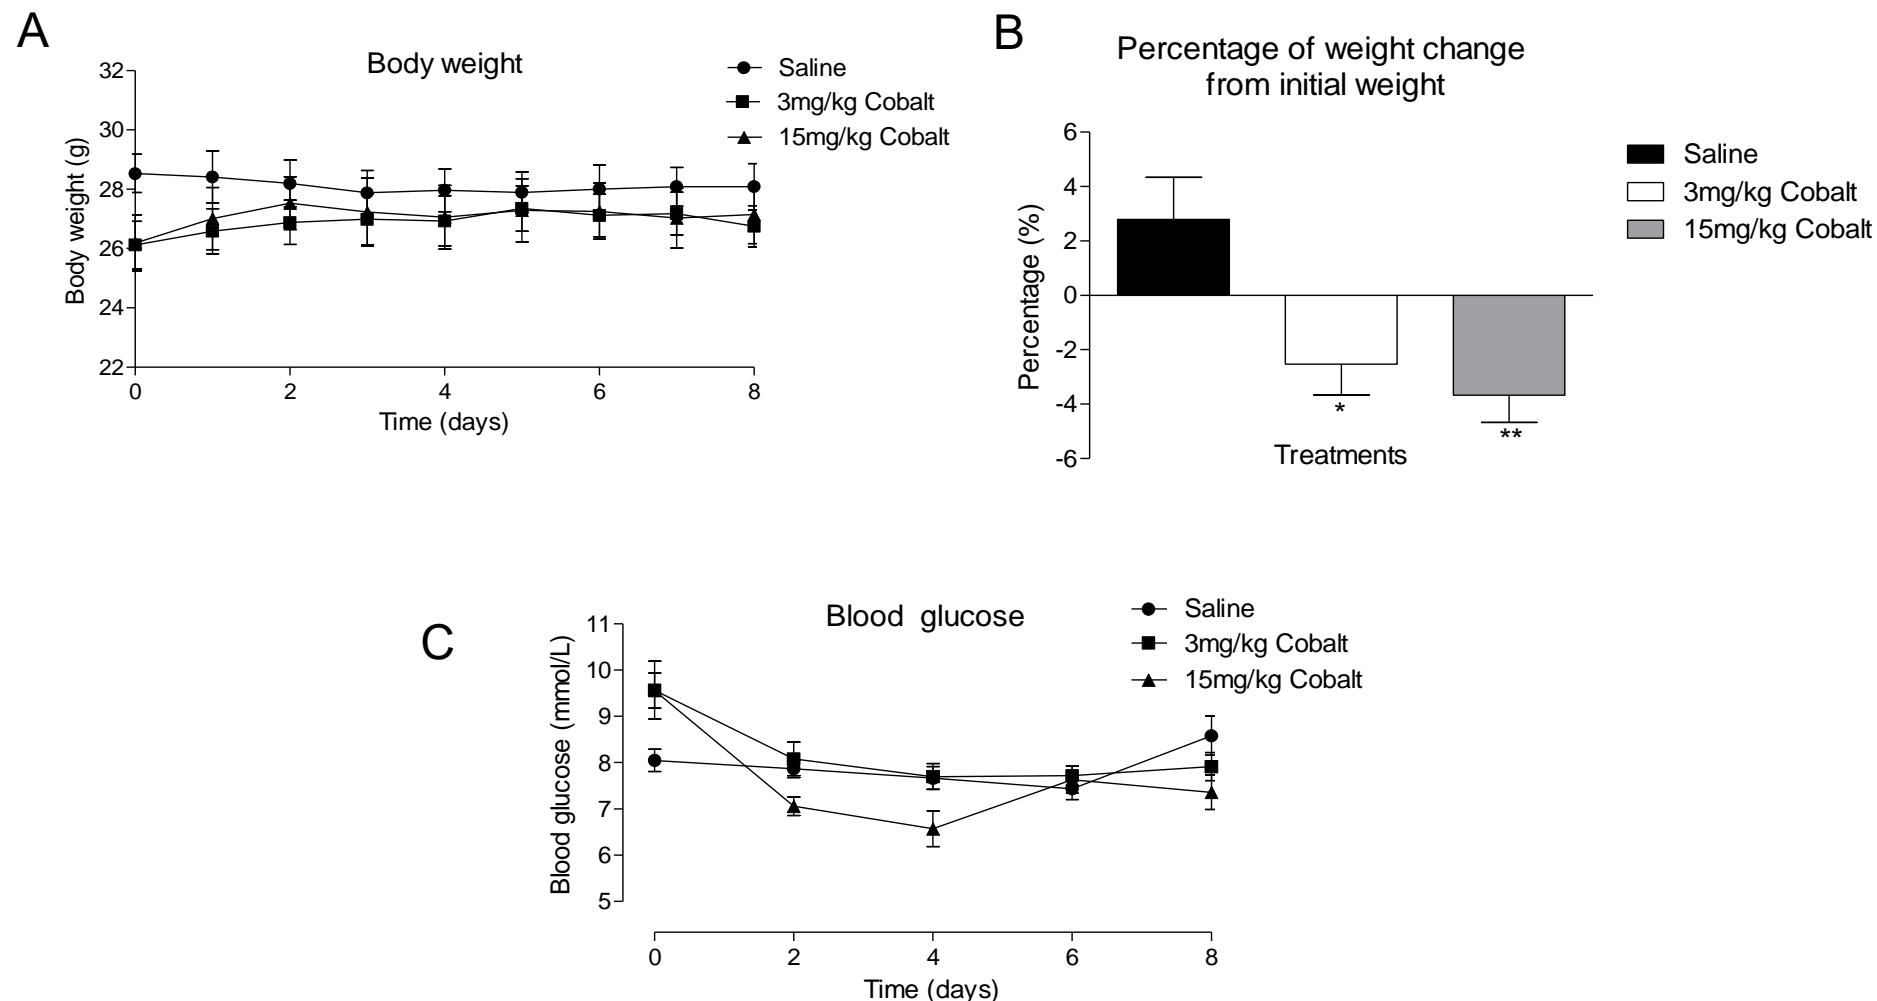 A
Body weight
Saline
3mg/kg Cobalt
15mg/kg Cobalt
Body weight (g)
32
30
28
26
24
22
0 2 4 6 8
Time (days)
B
Percentage of weight change
from initial weight
Saline
3mg/kg Cobalt
15mg/kg Cobalt
Percentage (%)
6
4
2
0
-2
-4
-6
*
**
Treatments
C
Blood glucose
Saline
3mg/kg Cobalt
15mg/kg Cobalt
Blood glucose (mmol/L)
11
10
9
8
7
6
5
0 2 4 6 8
Time (days)